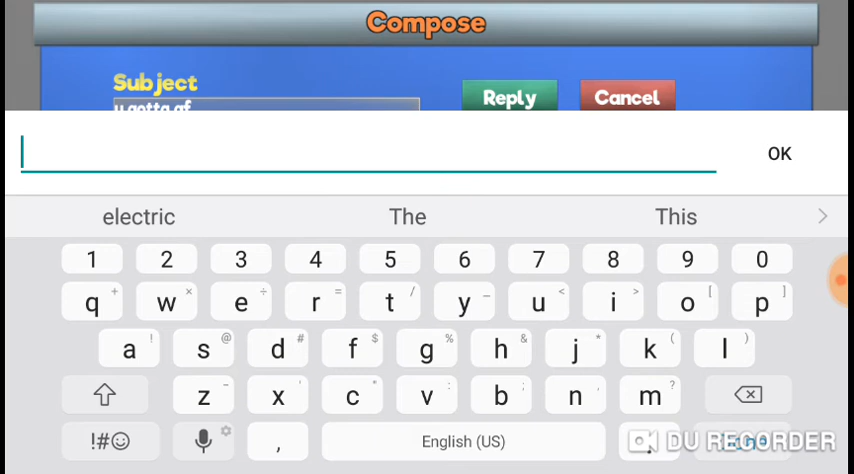 Compose
Subject
u gotta af
Reply Cancel
OK
electric The This
1 2 3 4 5 6 7 8 9 0
q + w × e ÷ r = t / y _ u < i > o [ p ]
a ! s @ d # f $ g % h & j * k ( l )
z - x ' c " v : b ; n , m ?
!#☺ , English (US) .
DU RECORDER